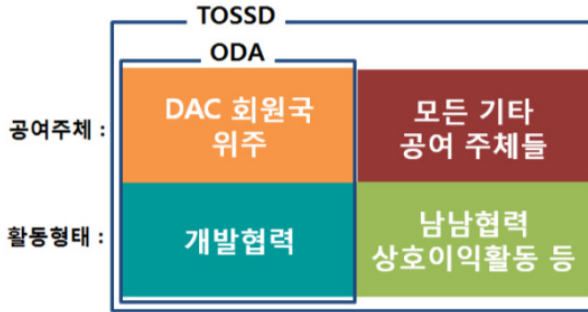 TOSSD
ODA
공여주체 :
DAC 회원국
위주
모든 기타
공여 주체들
활동형태 :
개발협력
남남협력
상호이익활동 등